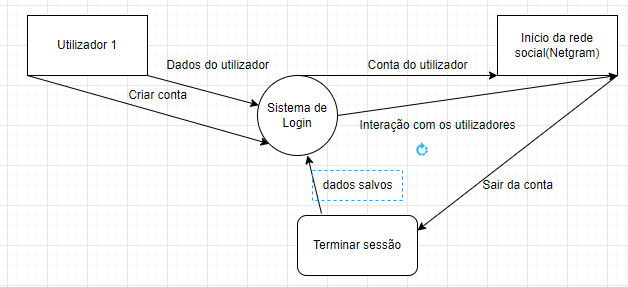 Utilizador 1
Inicio da rede
social(Netgram)
Dados do utilizador
Conta do utilizador
Criar conta
Sistema de
Login
Interação com os utilizadores
dados salvos
Sair da conta
Terminar sessão